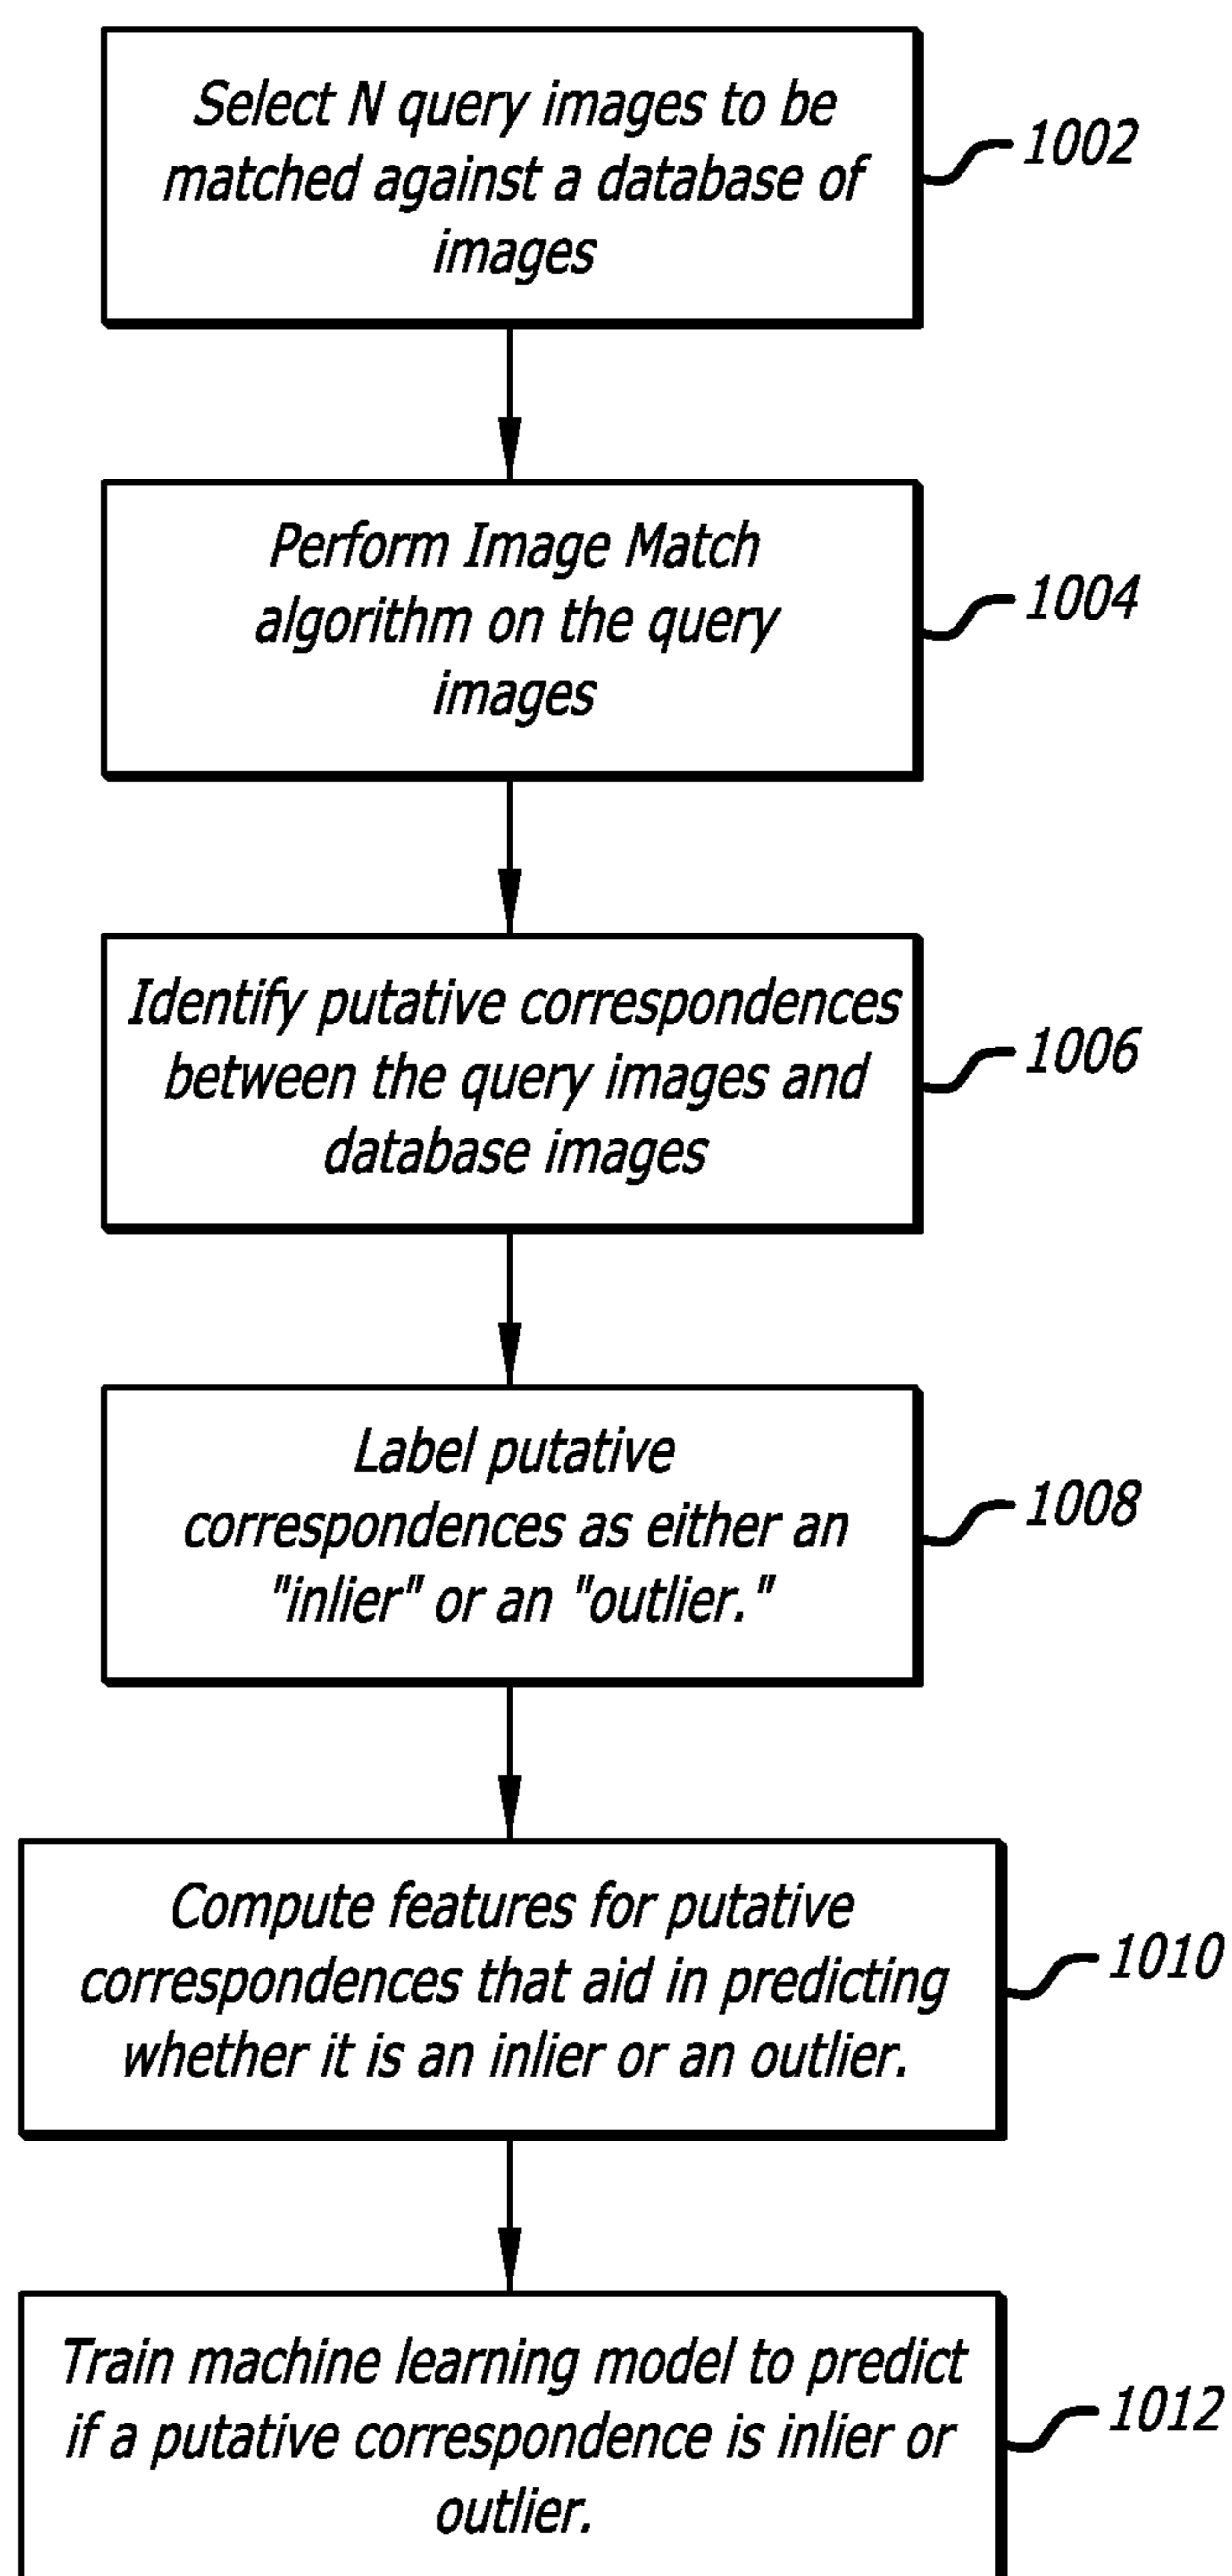 Select N query images to be
matched against a database of
images
1002
Perform Image Match
algorithm on the query
images
1004
Identify putative correspondences
between the query images and
database images
1006
Label putative
correspondences as either an
"inlier" or an "outlier."
1008
Compute features for putative
correspondences that aid in predicting
whether it is an inlier or an outlier.
1010
Train machine learning model to predict
if a putative correspondence is inlier or
outlier.
1012